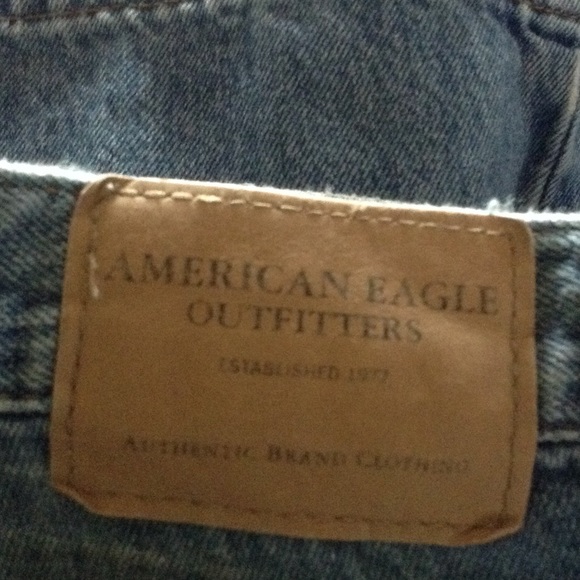 AMERICAN EAGLE
OUTFITTERS
ESTABLISHED 1977
AUTHENTIC BRAND CLOTHING